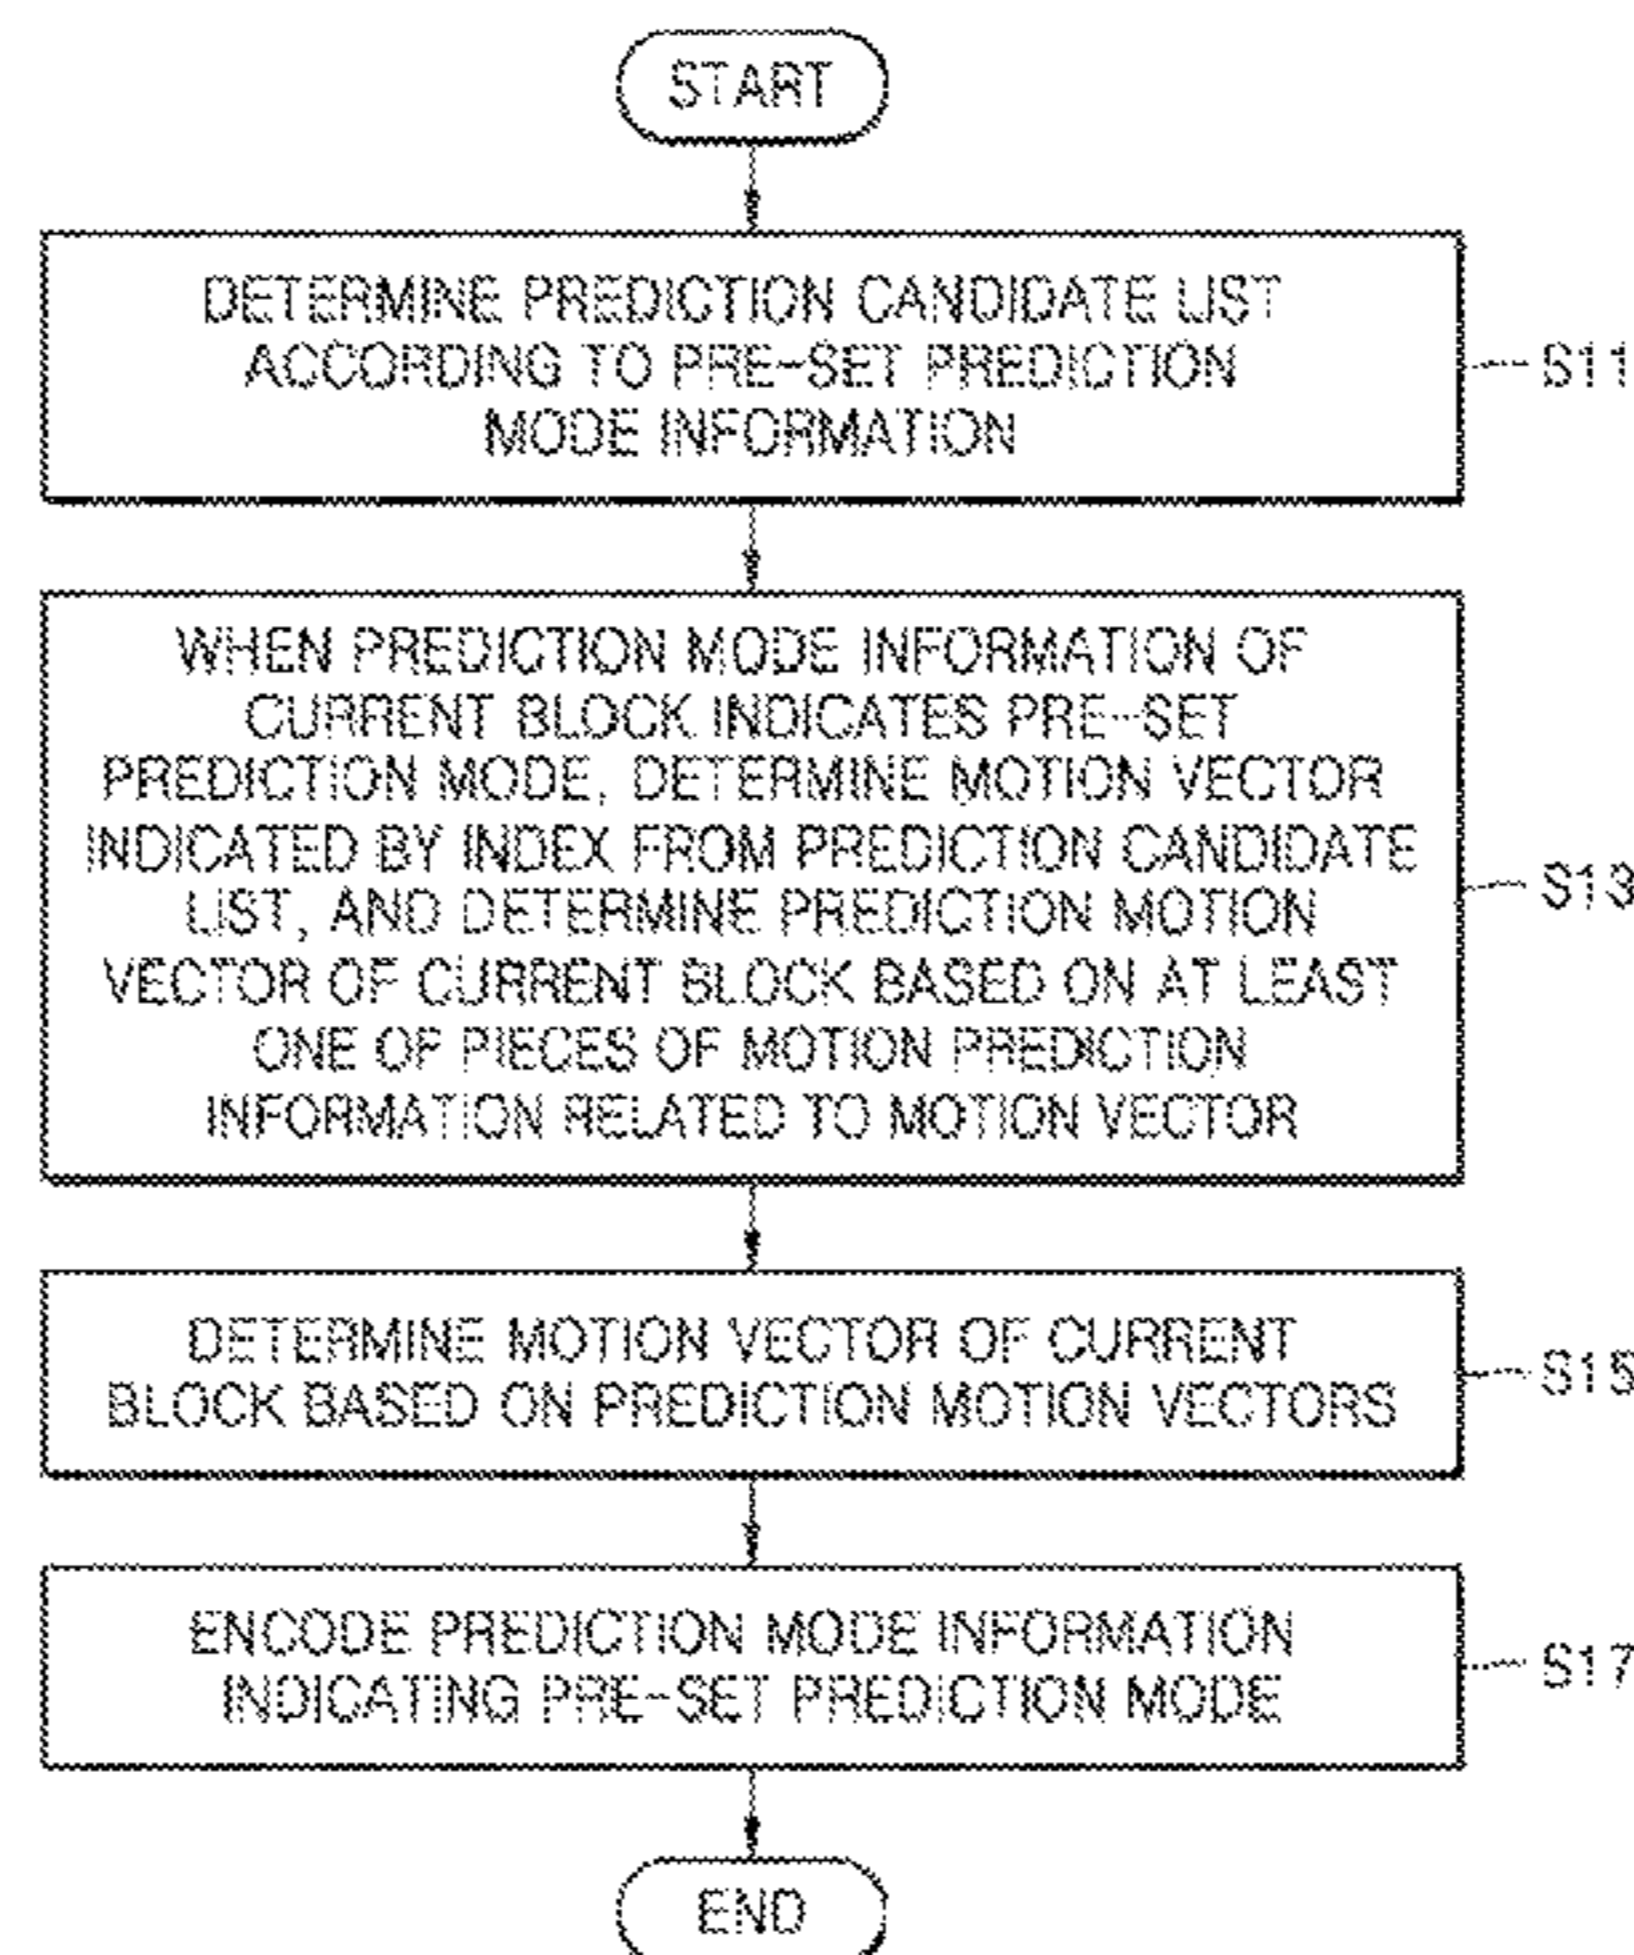 START
DETERMINE PREDICTION CANDIDATE LIST
ACCORDING TO PRE-SET PREDICTION
MODE INFORMATION
S11
WHEN PREDICTION MODE INFORMATION OF
CURRENT BLOCK INDICATES PRE-SET
PREDICTION MODE, DETERMINE MOTION VECTOR
INDICATED BY INDEX FROM PREDICTION CANDIDATE
LIST, AND DETERMINE PREDICTION MOTION
VECTOR OF CURRENT BLOCK BASED ON AT LEAST
ONE OF PIECES OF MOTION PREDICTION
INFORMATION RELATED TO MOTION VECTOR
S13
DETERMINE MOTION VECTOR OF CURRENT
BLOCK BASED ON PREDICTION MOTION VECTORS
S15
ENCODE PREDICTION MODE INFORMATION
INDICATING PRE-SET PREDICTION MODE
S17
END